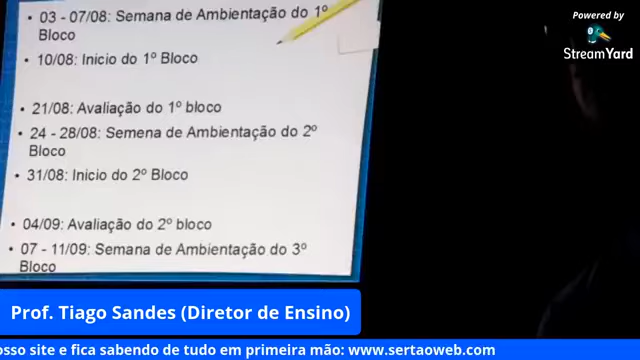 Powered by
StreamYard
• 03 - 07/08: Semana de Ambientação do 1º
Bloco
• 10/08: Inicio do 1º Bloco
• 21/08: Avaliação do 1º bloco
• 24 - 28/08: Semena de Ambientação do 2º
Bloco
• 31/08: Inicio do 2º Bloco
• 04/09: Avaliação do 2º bloco
• 07 - 11/09: Semana de Ambientação do 3º
Bloco
Prof. Tiago Sandes (Diretor de Ensino)
osso site e fica sabendo de tudo em primeira mão: www.sertaoweb.com